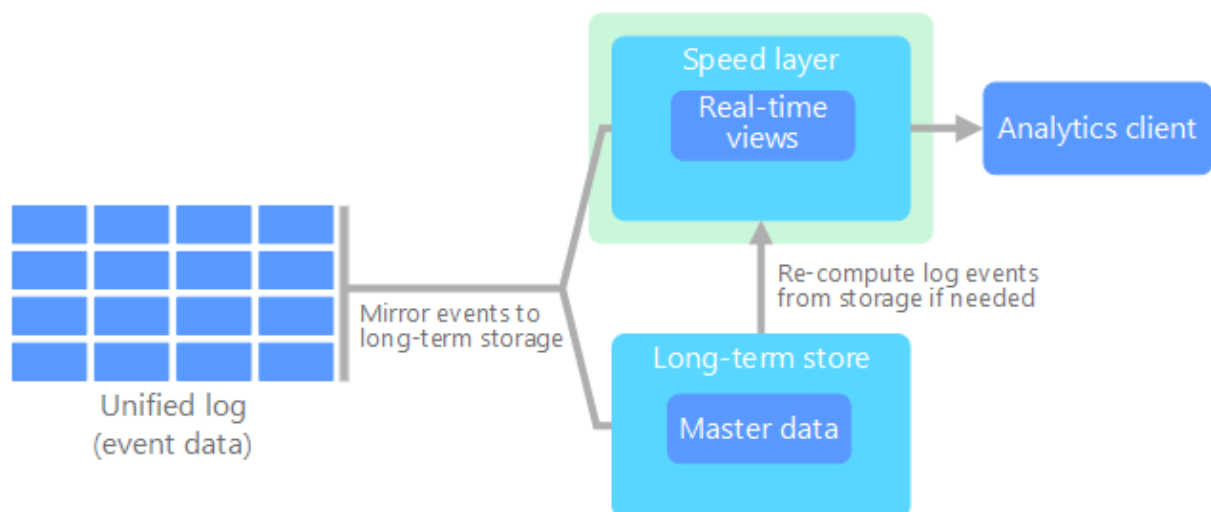 Speed layer
Real-time
views
Analytics client
Re-compute log events
from storage if needed
Mirror events to
long-term storage
Long-term store
Master data
Unified log
(event data)